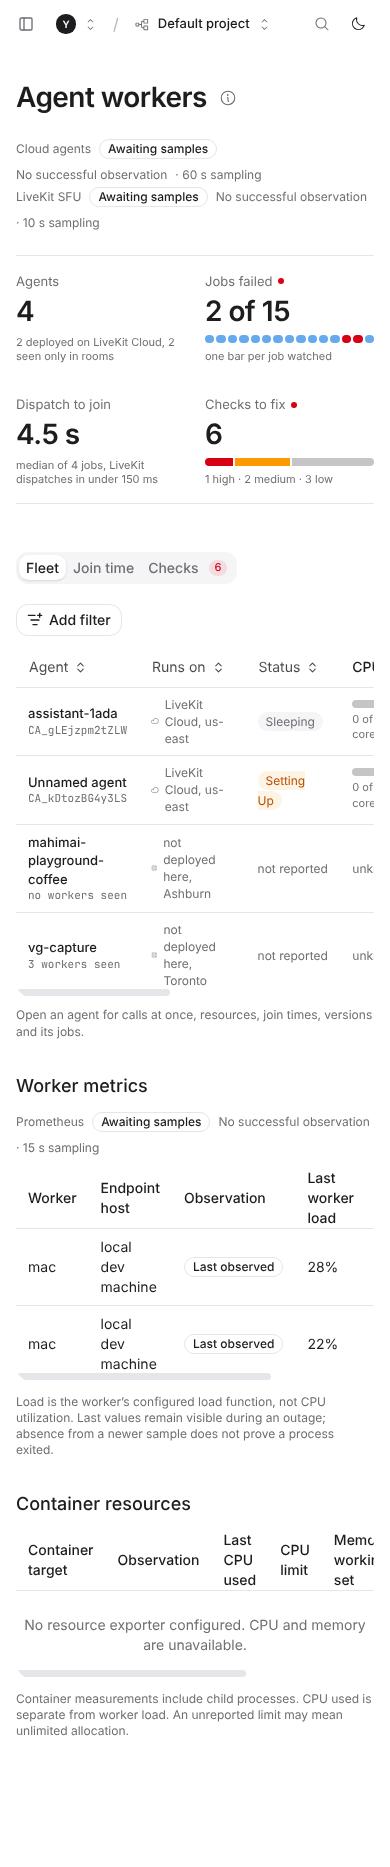 Y / Default project
Agent workers
Cloud agents Awaiting samples
No successful observation · 60 s sampling
LiveKit SFU Awaiting samples No successful observation
· 10 s sampling
Agents
4
2 deployed on LiveKit Cloud, 2
seen only in rooms
Jobs failed
2 of 15
one bar per job watched
Dispatch to join
4.5 s
median of 4 jobs, LiveKit
dispatches in under 150 ms
Checks to fix
6
1 high · 2 medium · 3 low
Fleet Join time Checks 6
Add filter
Agent Runs on Status CPU
assistant-1ada
CA_gLEjzpm2tZLW
LiveKit
Cloud, us-
east
Sleeping
0 of
core
Unnamed agent
CA_kDtozBG4y3LS
LiveKit
Cloud, us-
east
Setting
Up
0 of
core
mahimai-
playground-
coffee
no workers seen
not
deployed
here,
Ashburn
not reported
unk
vg-capture
3 workers seen
not
deployed
here,
Toronto
not reported
unk
Open an agent for calls at once, resources, join times, versions
and its jobs.
Worker metrics
Prometheus Awaiting samples No successful observation
· 15 s sampling
Worker
Endpoint
host
Observation
Last
worker
load
mac
local
dev
machine
Last observed
28%
mac
local
dev
machine
Last observed
22%
Load is the worker's configured load function, not CPU
utilization. Last values remain visible during an outage;
absence from a newer sample does not prove a process
exited.
Container resources
Container
target
Observation
Last
CPU
used
CPU
limit
Memo
workin
set
No resource exporter configured. CPU and memory
are unavailable.
Container measurements include child processes. CPU used is
separate from worker load. An unreported limit may mean
unlimited allocation.